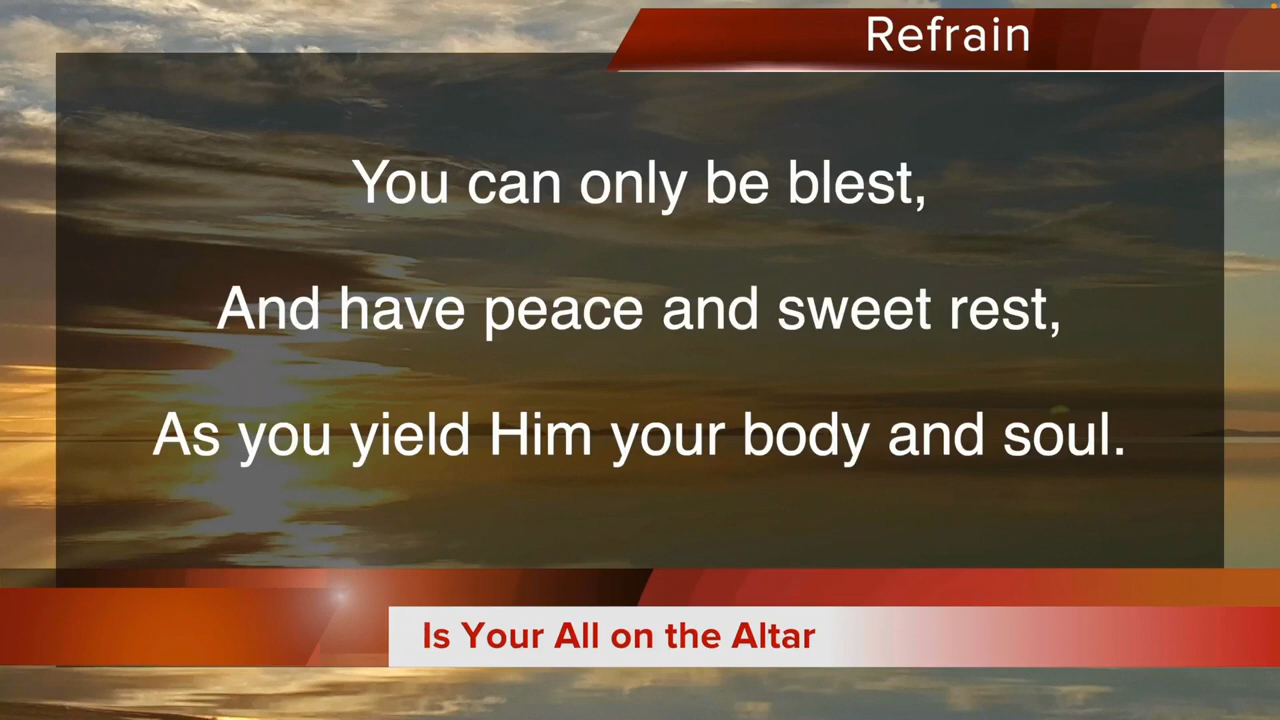 Refrain
You can only be blest,
And have peace and sweet rest,
As you yield Him your body and soul.
Is Your All on the Altar